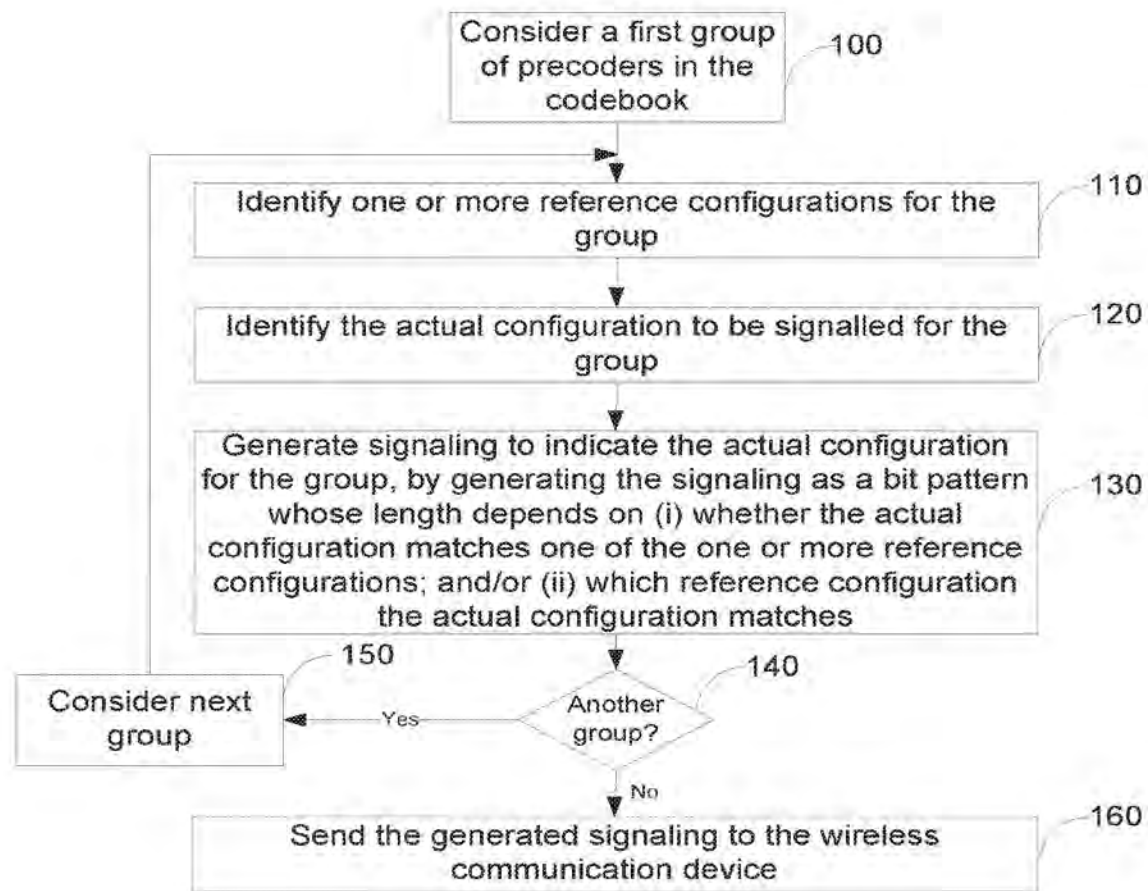 Consider a first group
of precoders in the
codebook
100
Identify one or more reference configurations for the
group
110
Identify the actual configuration to be signalled for the
group
120
Generate signaling to indicate the actual configuration
for the group, by generating the signaling as a bit pattern
whose length depends on (i) whether the actual
configuration matches one of the one or more reference
configurations; and/or (ii) which reference configuration
the actual configuration matches
130
Another
group?
140
Yes
Consider next
group
150
No
Send the generated signaling to the wireless
communication device
160